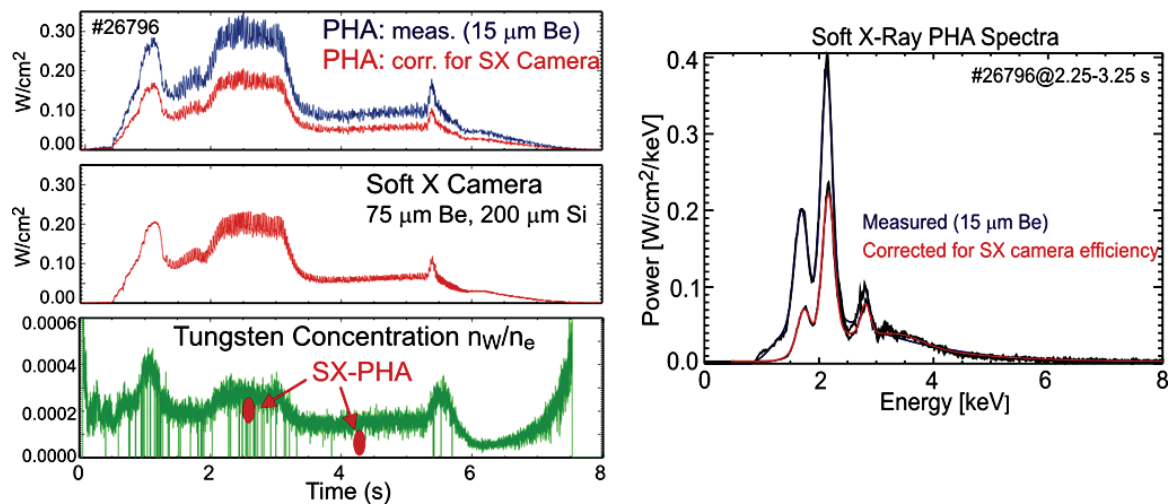 #26796
PHA: meas. (15 μm Be)
PHA: corr. for SX Camera
W/cm²
0.30
0.20
0.10
0.00
Soft X Camera
75 μm Be, 200 μm Si
W/cm²
0.30
0.20
0.10
0.00
Tungsten Concentration n_W/n_e
SX-PHA
0.0006
0.0004
0.0002
0.0000
0 2 4 6 8
Time (s)
Soft X-Ray PHA Spectra
#26796@2.25-3.25 s
Measured (15 μm Be)
Corrected for SX camera efficiency
Power [W/cm²/keV]
0.4
0.3
0.2
0.1
0.0
0 2 4 6 8
Energy [keV]